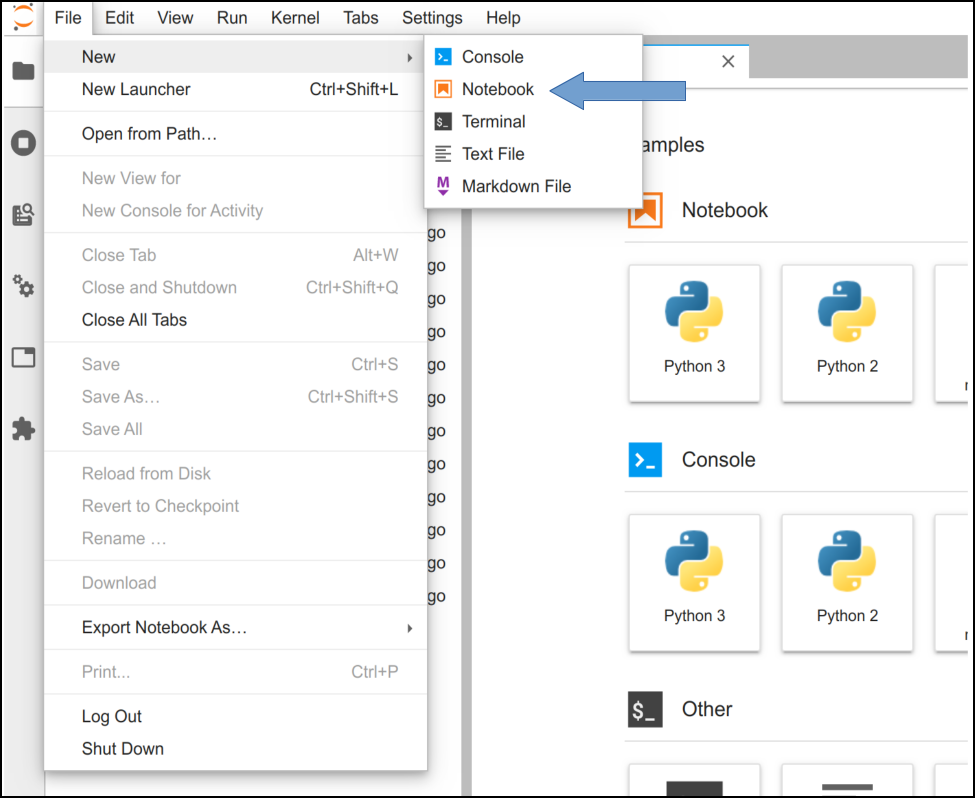 File Edit View Run Kernel Tabs Settings Help
New
New Launcher Ctrl+Shift+L
Open from Path…
New View for
New Console for Activity
Close Tab Alt+W
Close and Shutdown Ctrl+Shift+Q
Close All Tabs
Save Ctrl+S
Save As… Ctrl+Shift+S
Save All
Reload from Disk
Revert to Checkpoint
Rename …
Download
Export Notebook As…
Print... Ctrl+P
Log Out
Shut Down
Console
Notebook
$_ Terminal
Text File
M Markdown File
go
go
go
go
go
go
go
go
go
go
go
go
amples
Notebook
Python 3 Python 2
Console
Python 3 Python 2
$_ Other